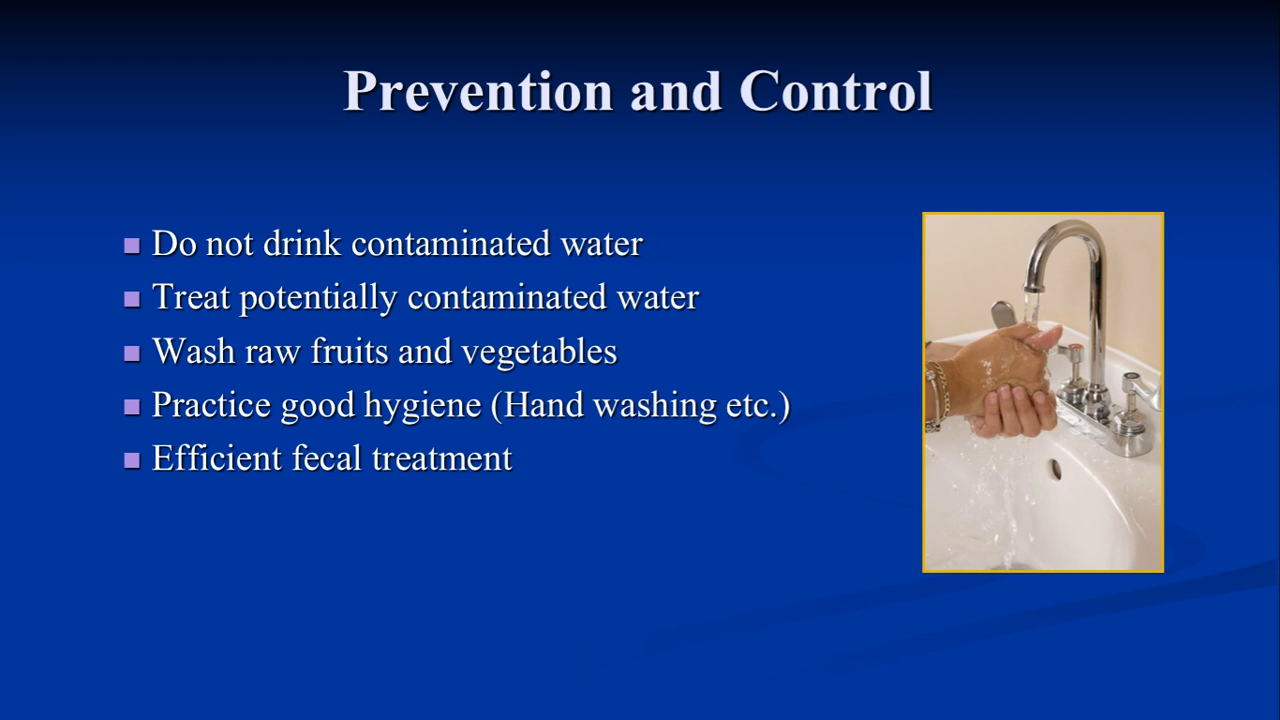 Prevention and Control
Do not drink contaminated water
Treat potentially contaminated water
Wash raw fruits and vegetables
Practice good hygiene (Hand washing etc.)
Efficient fecal treatment